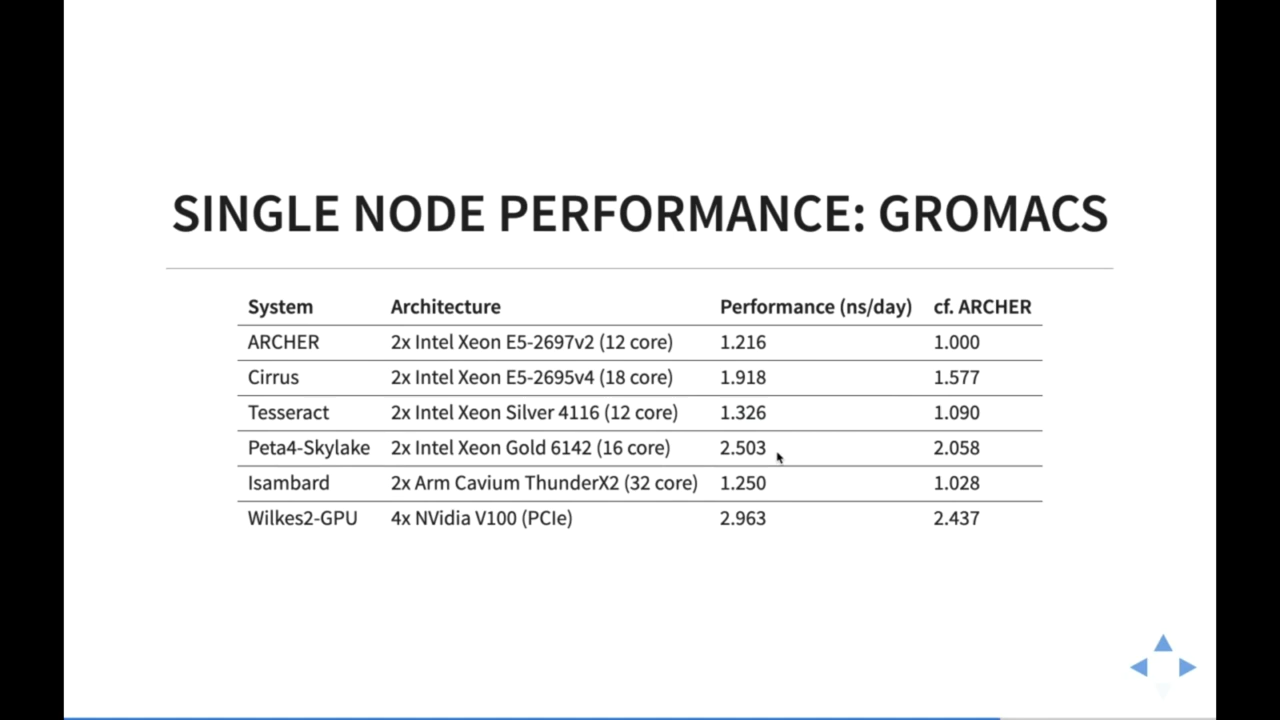 SINGLE NODE PERFORMANCE: GROMACS
System Architecture Performance (ns/day) cf. ARCHER
ARCHER 2x Intel Xeon E5-2697v2 (12 core) 1.216 1.000
Cirrus 2x Intel Xeon E5-2695v4 (18 core) 1.918 1.577
Tesseract 2x Intel Xeon Silver 4116 (12 core) 1.326 1.090
Peta4-Skylake 2x Intel Xeon Gold 6142 (16 core) 2.503 2.058
Isambard 2x Arm Cavium ThunderX2 (32 core) 1.250 1.028
Wilkes2-GPU 4x NVidia V100 (PCIe) 2.963 2.437